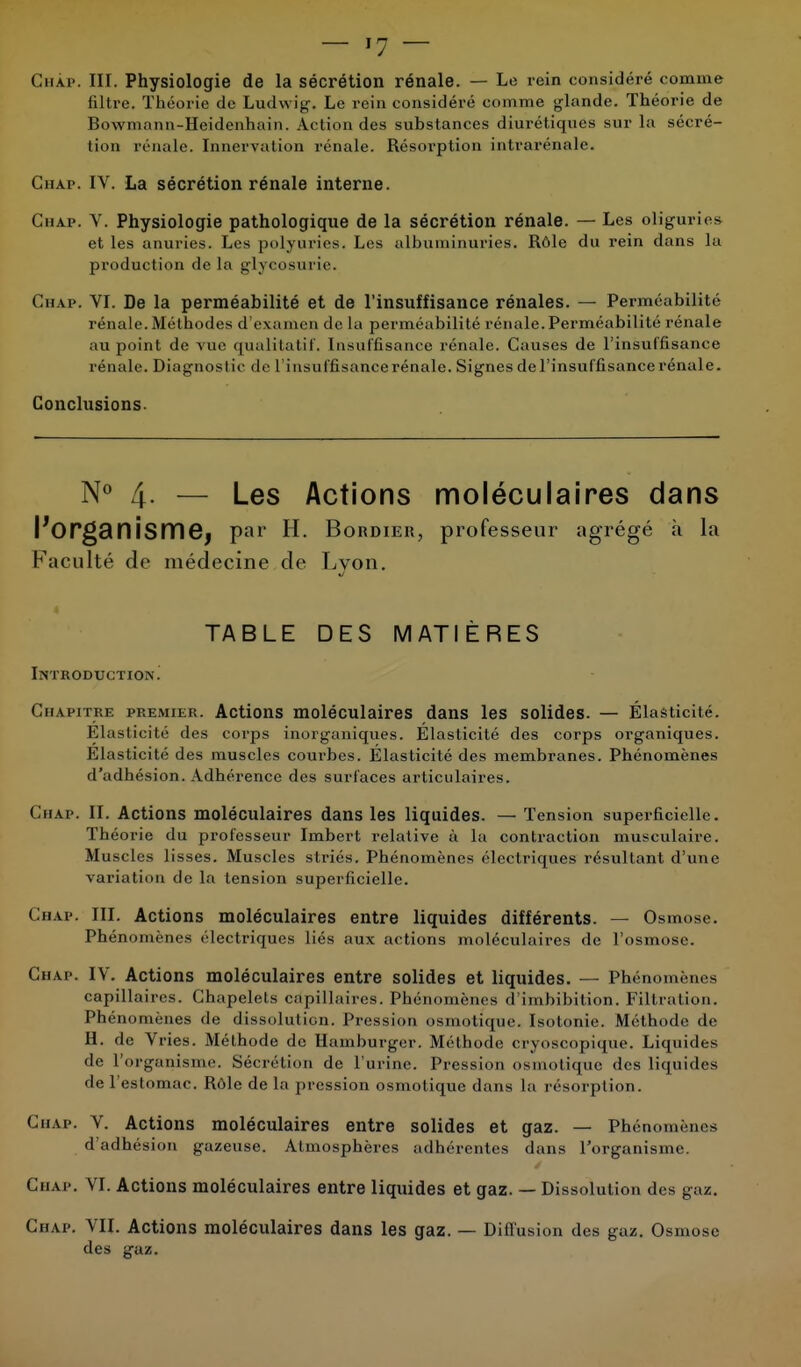 — 17 —
Chap. III. Physiologie de la sécrétion rénale. — Le rein considéré comme
filtre. Théorie de Ludwig. Le rein considéré comme glande. Théorie de
Bowmann-Heidenhain. Action des substances diurétiques sur la sécré-
tion rénale. Innervation rénale. Résorption intrarénale.
Chap. IV. La sécrétion rénale interne.
Chap. V. Physiologie pathologique de la sécrétion rénale. — Les oliguries
et les anuries. Les polyuries. Les albuminuries. Rôle du rein dans la
production de la glycosurie.
Chap. VI. De la perméabilité et de l'insuffisance rénales. — Perméabilité
rénale. Méthodes d'examen de la perméabilité rénale. Perméabilité rénale
au point de vue qualitatif. Insuffisance rénale. Causes de l'insuffisance
rénale. Diagnostic de l'insuffisance rénale. Signes de l'insuffisance rénale.
Conclusions.
N° 4. — Les Actions moléculaires dans
l'organisme, par H. Bordier, professeur agrégé à la
Faculté de médecine de Lyon.
TABLE DES MATIÈRES
Introduction.
Chapitre premier. Actions moléculaires dans les solides. — Élasticité.
Élasticité des corps inorganiques. Élasticité des corps organiques.
Élasticité des muscles courbes. Élasticité des membranes. Phénomènes
d'adhésion. Adhérence des surfaces articulaires.
Chap. II. Actions moléculaires dans les liquides. — Tension superficielle.
Théorie du professeur Imbert relative à la contraction musculaire.
Muscles lisses. Muscles striés. Phénomènes électriques résultant d'une
variation de la tension superficielle.
Chap. III. Actions moléculaires entre liquides différents. — Osmose.
Phénomènes électriques liés aux actions moléculaires de l'osmose.
Chap. IV. Actions moléculaires entre solides et liquides. — Phénomènes
capillaires. Chapelets capillaires. Phénomènes d'imbibition. Filtration.
Phénomènes de dissolution. Pression osmotique. Isotonie. Méthode de
H. de Vries. Méthode de Hamburger. Méthode cryoscopique. Liquides
de l'organisme. Sécrétion de l'urine. Pression osmotique des liquides
de l'estomac. Rôle de la pression osmotique dans la résorption.
Chap. V. Actions moléculaires entre solides et gaz. — Phénomènes
d'adhésion gazeuse. Atmosphères adhérentes dans l'organisme.
Chap. VI. Actions moléculaires entre liquides et gaz. — Dissolution des gaz.
Chap. VII. Actions moléculaires dans les gaz. — Diffusion des gaz. Osmose
des gaz.